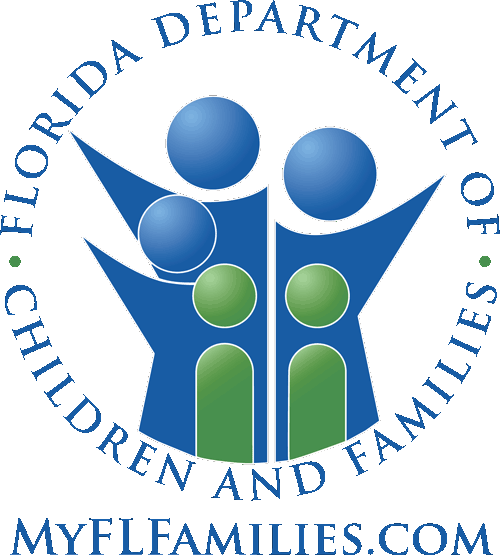 FLORIDA DEPARTMENT OF
• CHILDREN AND FAMILIES •
MYFLFAMILIES.COM